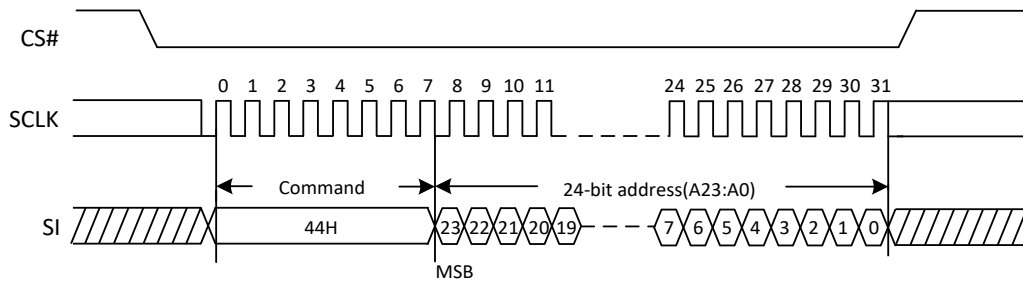 CS#
0 1 2 3 4 5 6 7 8 9 10 11 24 25 26 27 28 29 30 31
SCLK
Command 24-bit address(A23:A0)
SI 44H 23 22 21 20 19 7 6 5 4 3 2 1 0
MSB